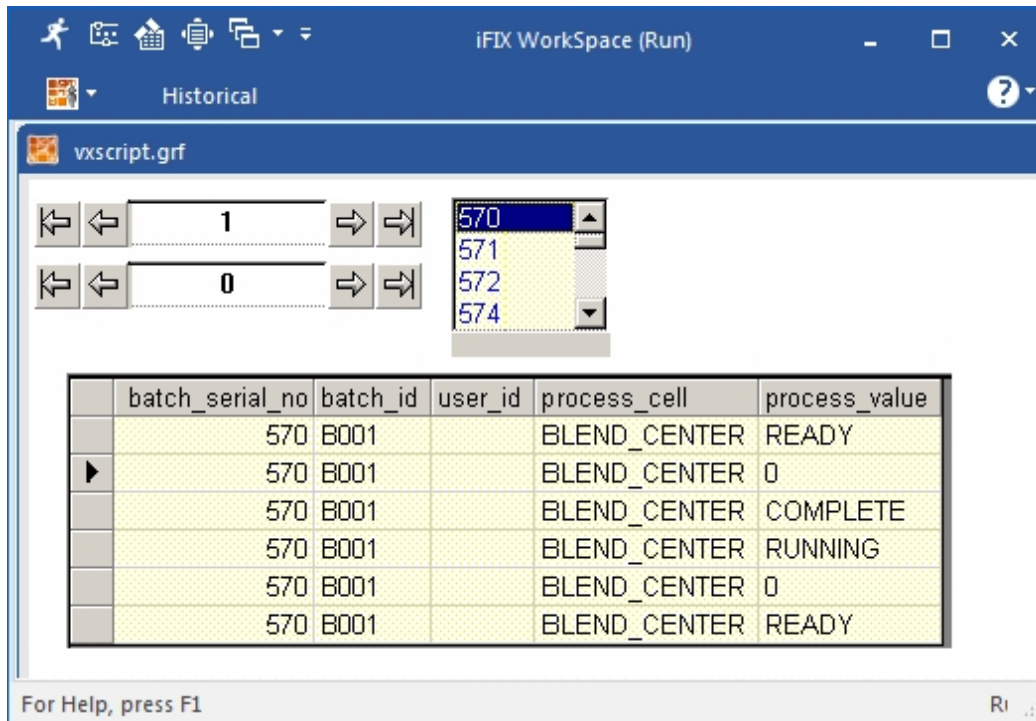 iFIX WorkSpace (Run)
Historical
vxscript.grf
1
0
570
571
572
574
batch_serial_no batch_id user_id process_cell process_value
570 B001 BLEND_CENTER READY
570 B001 BLEND_CENTER 0
570 B001 BLEND_CENTER COMPLETE
570 B001 BLEND_CENTER RUNNING
570 B001 BLEND_CENTER 0
570 B001 BLEND_CENTER READY
For Help, press F1